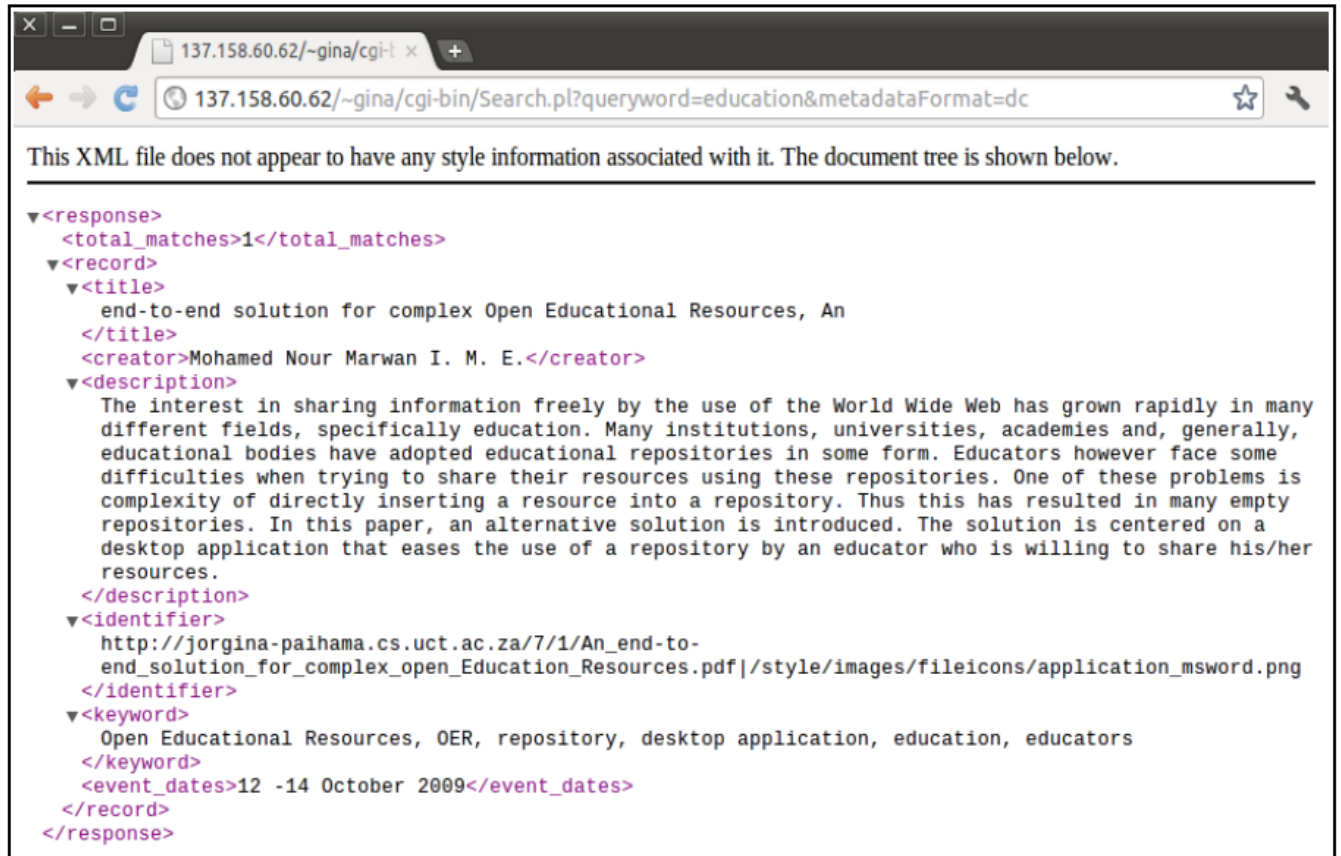 137.158.60.62/~gina/cgi-b
137.158.60.62/~gina/cgi-bin/Search.pl?queryword=education&metadataFormat=dc
This XML file does not appear to have any style information associated with it. The document tree is shown below.
▼<response>
<total_matches>1</total_matches>
▼<record>
▼<title>
end-to-end solution for complex Open Educational Resources, An
</title>
<creator>Mohamed Nour Marwan I. M. E.</creator>
▼<description>
The interest in sharing information freely by the use of the World Wide Web has grown rapidly in many
different fields, specifically education. Many institutions, universities, academies and, generally,
educational bodies have adopted educational repositories in some form. Educators however face some
difficulties when trying to share their resources using these repositories. One of these problems is
complexity of directly inserting a resource into a repository. Thus this has resulted in many empty
repositories. In this paper, an alternative solution is introduced. The solution is centered on a
desktop application that eases the use of a repository by an educator who is willing to share his/her
resources.
</description>
▼<identifier>
http://jorgina-paihama.cs.uct.ac.za/7/1/An_end-to-
end_solution_for_complex_open_Education_Resources.pdf|/style/images/fileicons/application_msword.png
</identifier>
▼<keyword>
Open Educational Resources, OER, repository, desktop application, education, educators
</keyword>
<event_dates>12 -14 October 2009</event_dates>
</record>
</response>